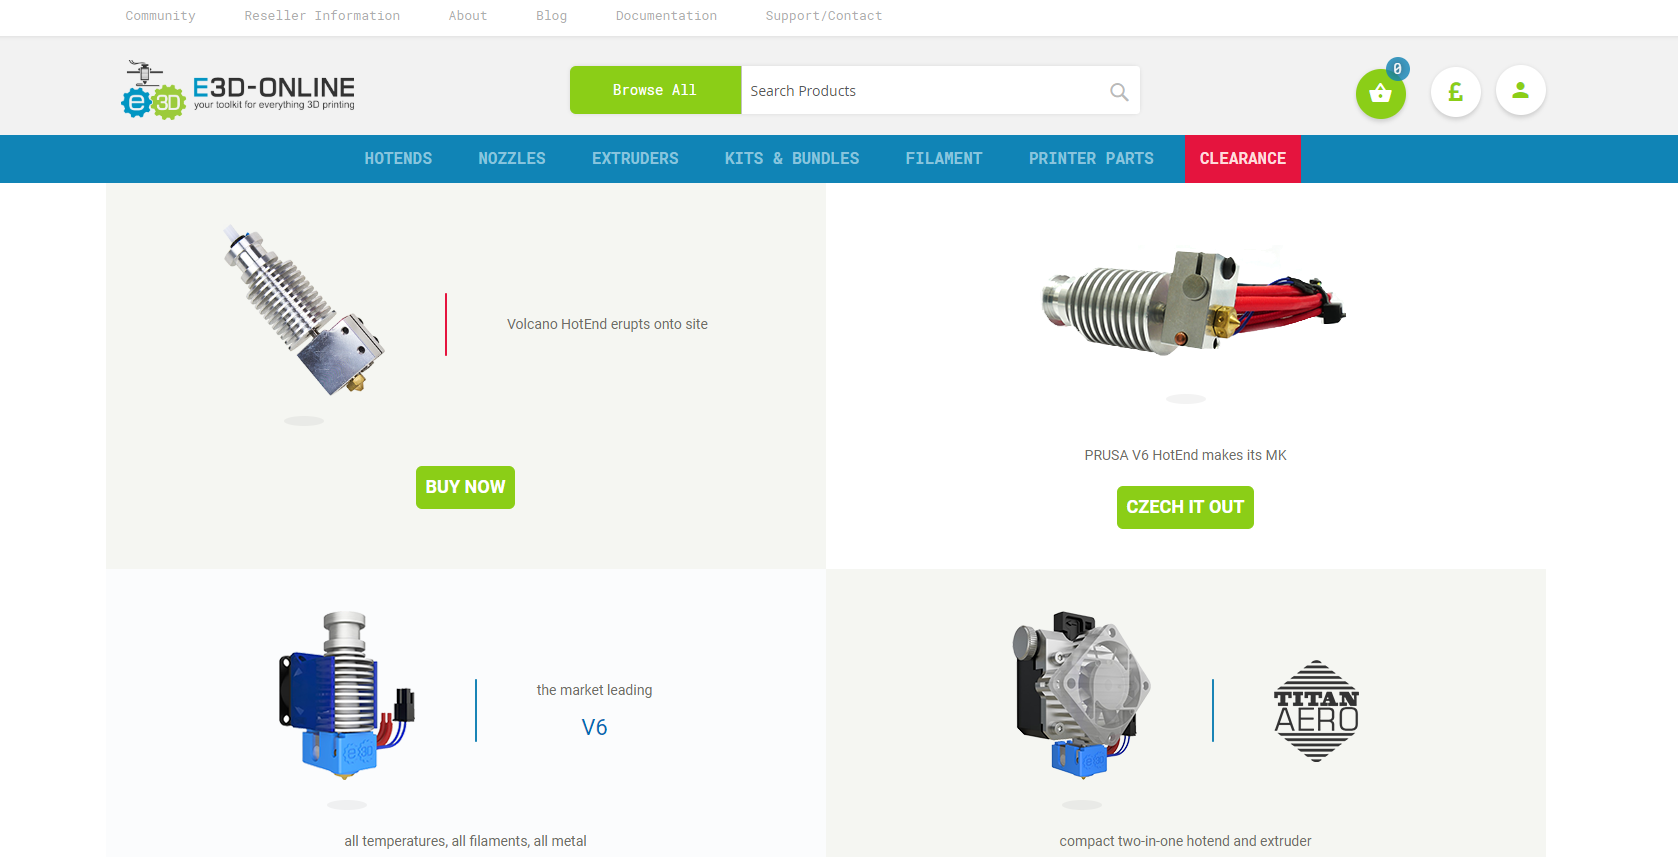 Community
Reseller Information
About
Blog
Documentation
Support/Contact
e3D
E3D-ONLINE
your toolkit for everything 3D printing
Browse All
Search Products
0
£
HOTENDS
NOZZLES
EXTRUDERS
KITS & BUNDLES
FILAMENT
PRINTER PARTS
CLEARANCE
Volcano HotEnd erupts onto site
BUY NOW
PRUSA V6 HotEnd makes its MK
CZECH IT OUT
the market leading
V6
e3D
all temperatures, all filaments, all metal
TITAN
AERO
e3D
compact two-in-one hotend and extruder